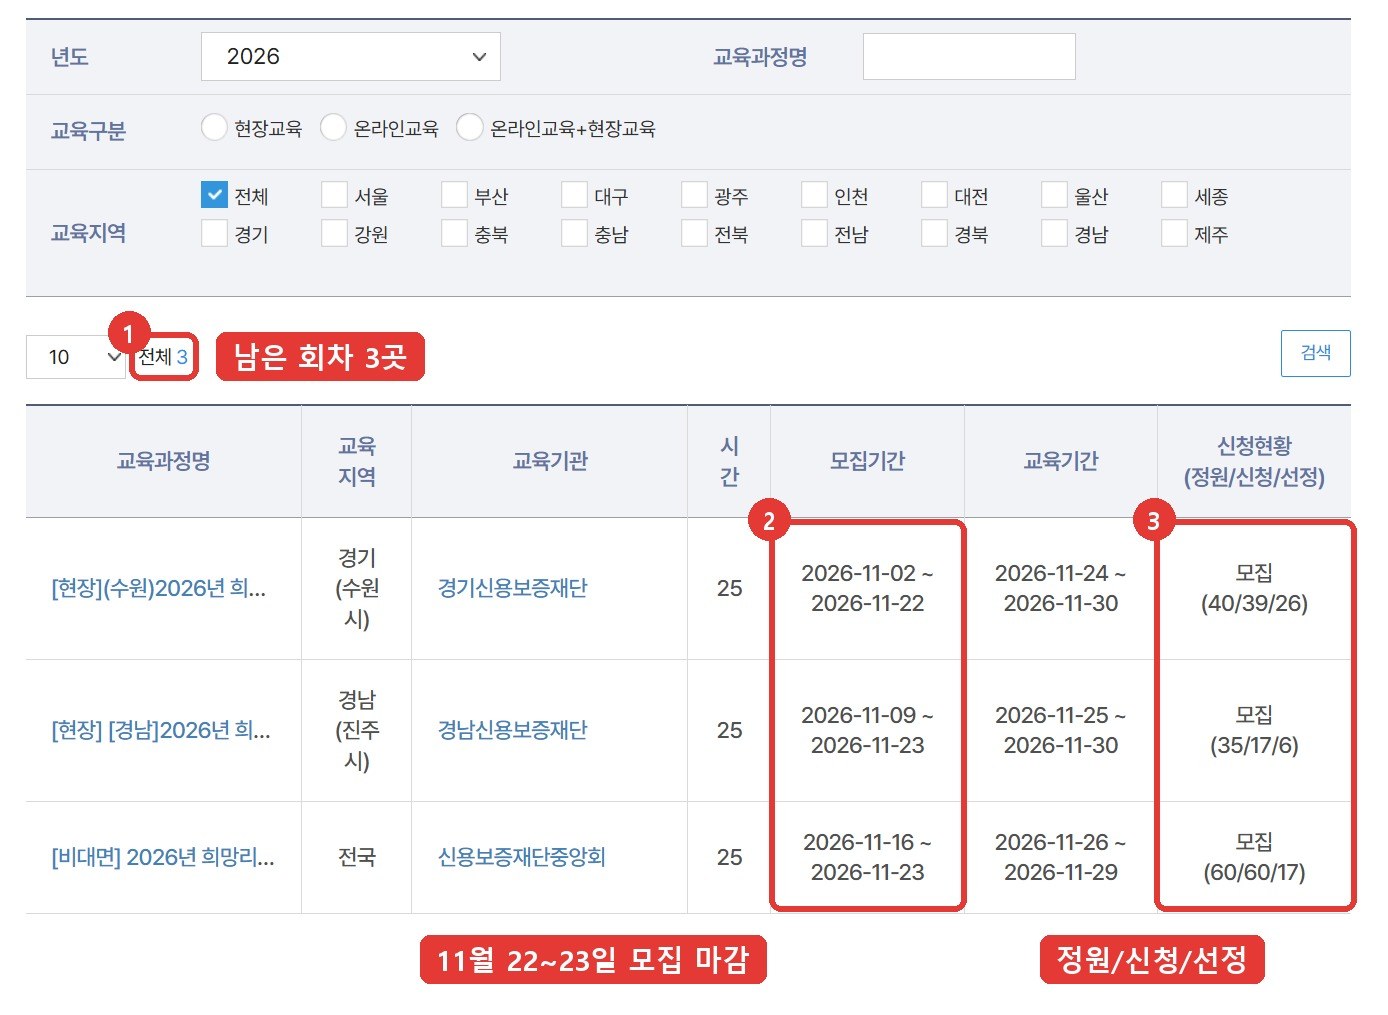 년도
2026
교육과정명
교육구분
현장교육
온라인교육
온라인교육+현장교육
교육지역
전체
서울
부산
대구
광주
인천
대전
울산
세종
경기
강원
충북
충남
전북
전남
경북
경남
제주
10
1
전체 3
남은 회차 3곳
검색
교육과정명
교육
지역
교육기관
시
간
모집기간
교육기간
신청현황
(정원/신청/선정)
2
3
[현장](수원)2026년 희...
경기
(수원
시)
경기신용보증재단
25
2026-11-02 ~
2026-11-22
2026-11-24 ~
2026-11-30
모집
(40/39/26)
[현장] [경남]2026년 희...
경남
(진주
시)
경남신용보증재단
25
2026-11-09 ~
2026-11-23
2026-11-25 ~
2026-11-30
모집
(35/17/6)
[비대면] 2026년 희망리...
전국
신용보증재단중앙회
25
2026-11-16 ~
2026-11-23
2026-11-26 ~
2026-11-29
모집
(60/60/17)
11월 22~23일 모집 마감
정원/신청/선정